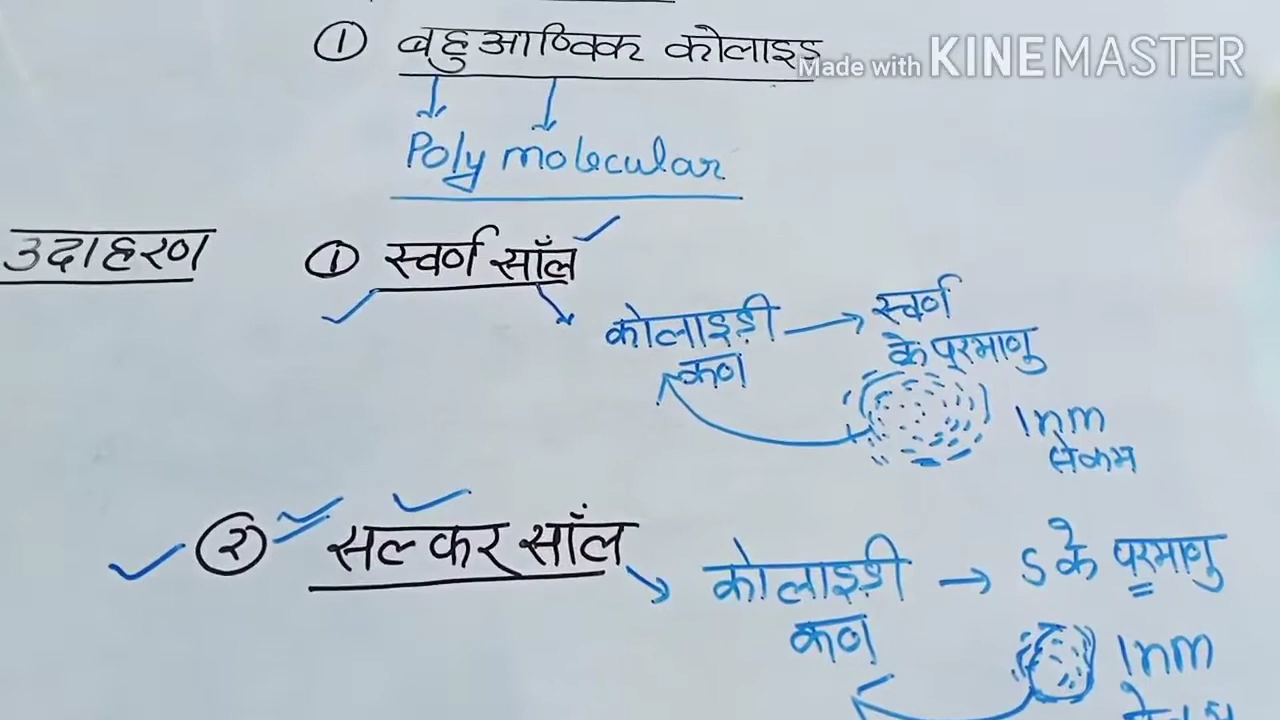 ① बहुआण्विक कोलाइड
Made with KINEMASTER
Poly molecular
उदाहरण ① स्वर्ण सॉल
कोलाइड़ी → स्वर्ण
कण के परमाणु
1nm
से कम
② सल्फर सॉल
कोलाइड़ी → S के परमाणु
कण 1nm